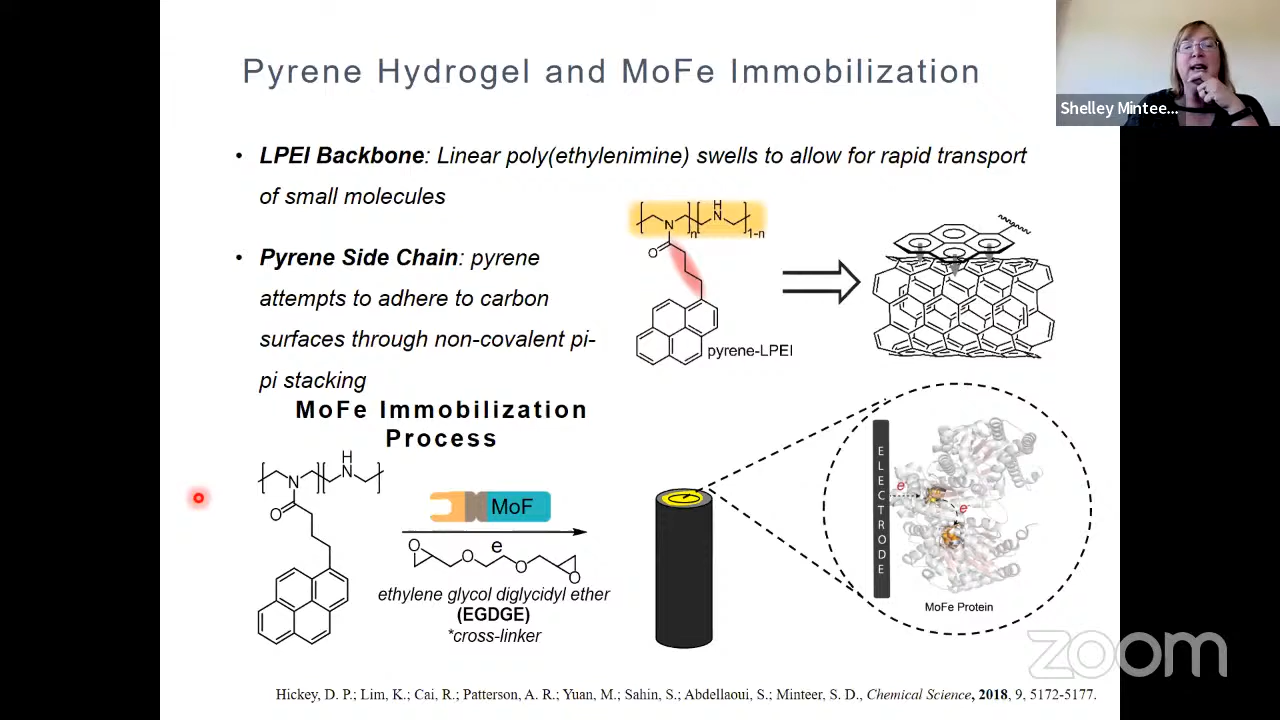 Pyrene Hydrogel and MoFe Immobilization
Shelley Mintee...
• LPEI Backbone: Linear poly(ethylenimine) swells to allow for rapid transport
of small molecules
• Pyrene Side Chain: pyrene
attempts to adhere to carbon
surfaces through non-covalent pi-
pi stacking
H
N
N
n
1-n
O
pyrene-LPEI
MoFe Immobilization
Process
H
N
N
O
MoF
e
O
O
O
O
ethylene glycol diglycidyl ether
(EGDGE)
*cross-linker
ELECTRODE
e-
e-
MoFe Protein
zoom
Hickey, D. P.; Lim, K.; Cai, R.; Patterson, A. R.; Yuan, M.; Sahin, S.; Abdellaoui, S.; Minteer, S. D., Chemical Science, 2018, 9, 5172-5177.